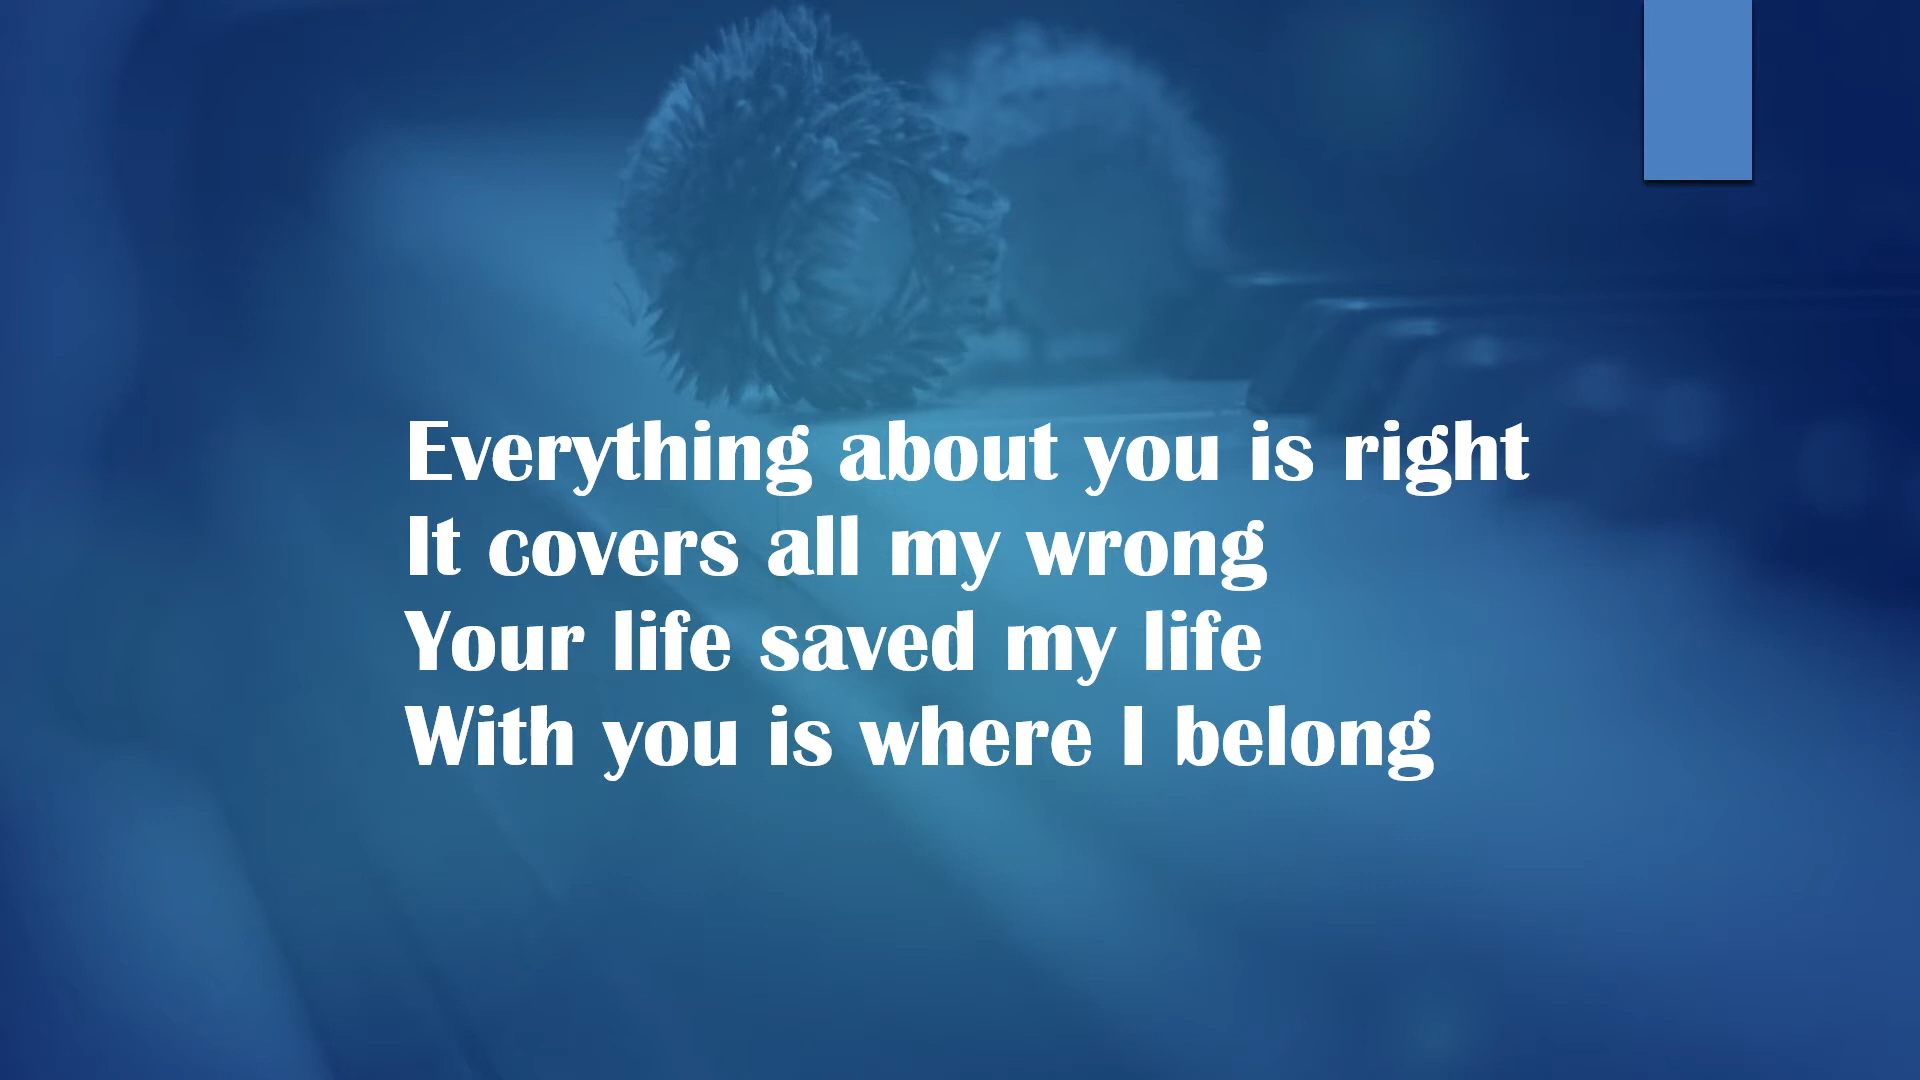 Everything about you is right
It covers all my wrong
Your life saved my life
With you is where I belong